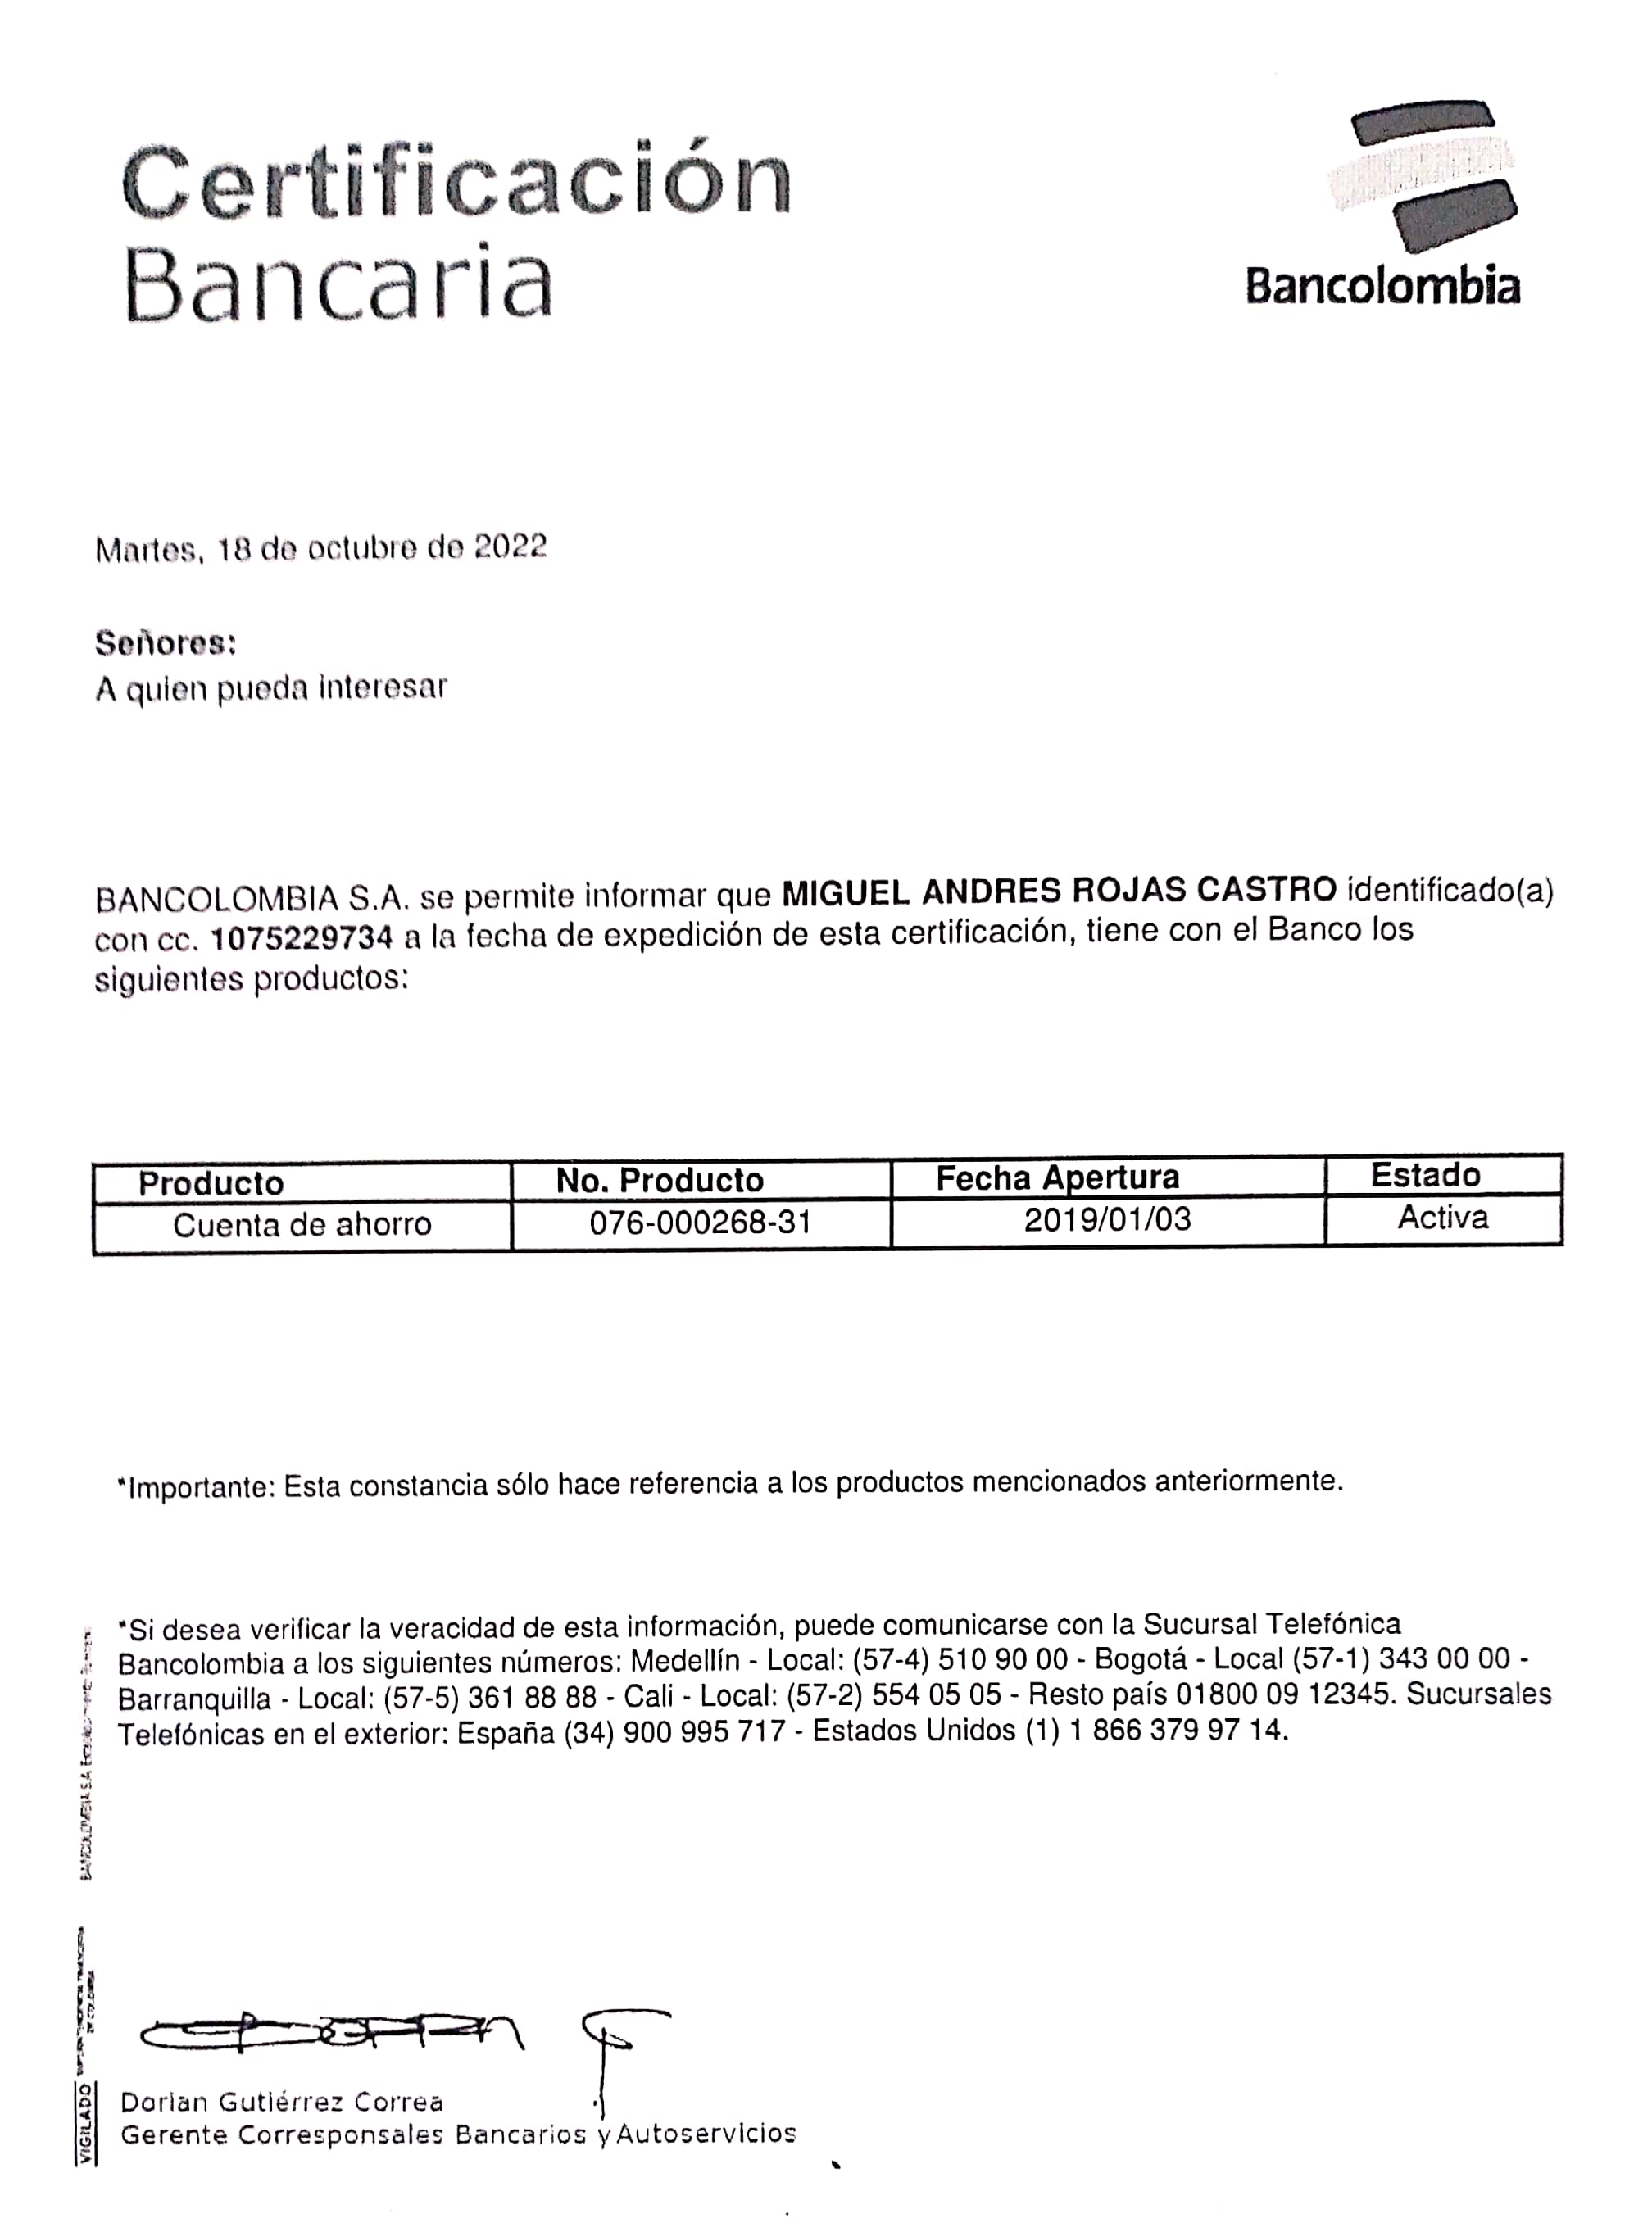 Certificación
Bancaria
Bancolombia
Martes, 18 de octubre de 2022
Señores:
A quien pueda interesar
BANCOLOMBIA S.A. se permite informar que MIGUEL ANDRES ROJAS CASTRO identificado(a)
con cc. 1075229734 a la fecha de expedición de esta certificación, tiene con el Banco los
siguientes productos:
Producto No. Producto Fecha Apertura Estado
Cuenta de ahorro 076-000268-31 2019/01/03 Activa
*Importante: Esta constancia sólo hace referencia a los productos mencionados anteriormente.
*Si desea verificar la veracidad de esta información, puede comunicarse con la Sucursal Telefónica
Bancolombia a los siguientes números: Medellín - Local: (57-4) 510 90 00 - Bogotá - Local (57-1) 343 00 00 -
Barranquilla - Local: (57-5) 361 88 88 - Cali - Local: (57-2) 554 05 05 - Resto país 01800 09 12345. Sucursales
Telefónicas en el exterior: España (34) 900 995 717 - Estados Unidos (1) 1 866 379 97 14.
BANCOLOMBIA S.A.
VIGILADO
Dorian Gutiérrez Correa
Gerente Corresponsales Bancarios y Autoservicios